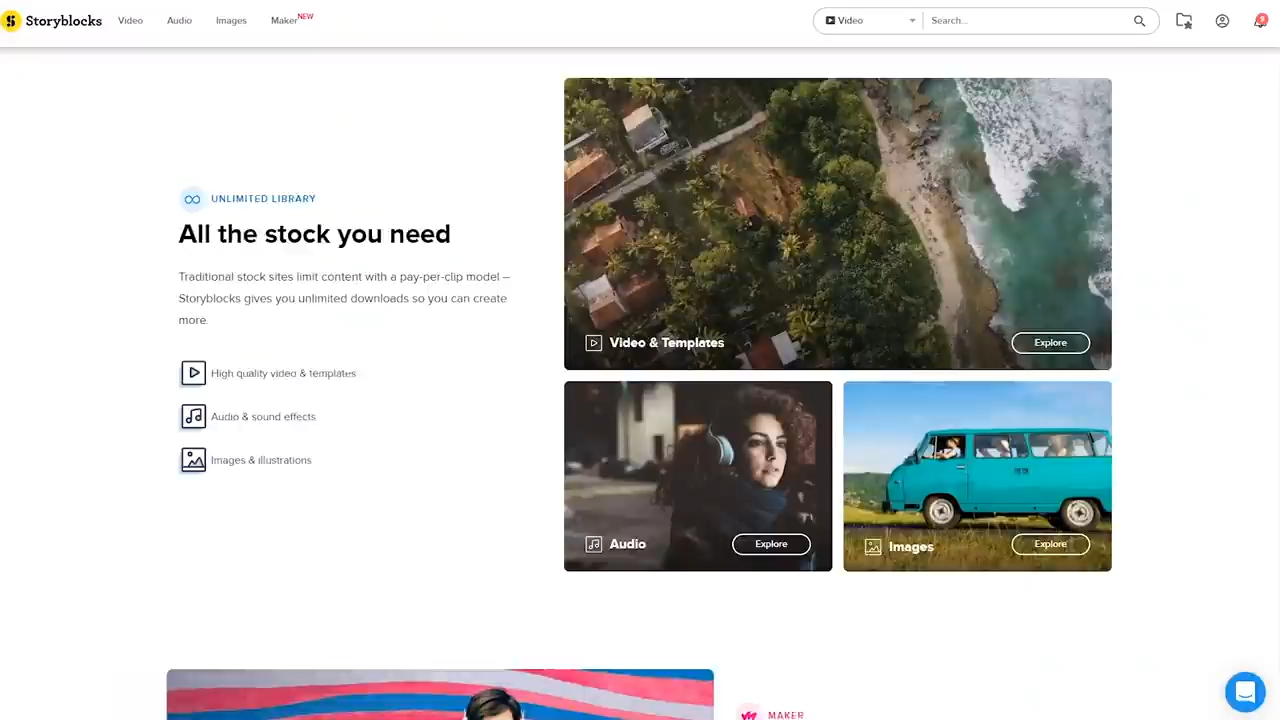 Storyblocks Video Audio Images Maker NEW Video Search... 9
UNLIMITED LIBRARY
All the stock you need
Traditional stock sites limit content with a pay-per-clip model –
Storyblocks gives you unlimited downloads so you can create
more.
High quality video & templates
Audio & sound effects
Images & illustrations
Video & Templates
Explore
Audio
Explore
Images
Explore
MAKER